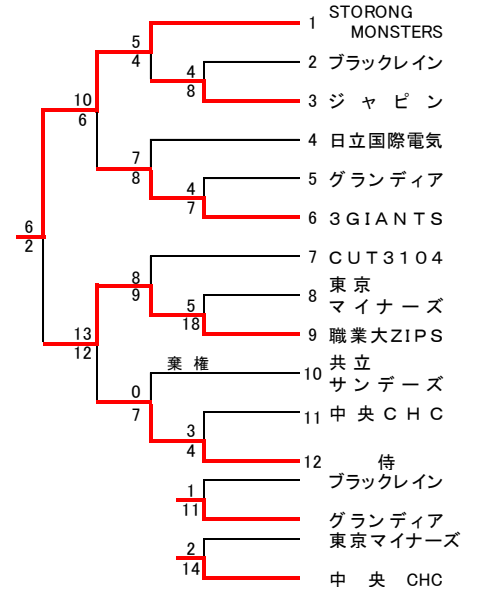 1 STORONG
MONSTERS
5
4
2 ブラックレイン
4
8
3 ジャピン
10
6
4 日立国際電気
7
8
5 グランディア
4
7
6 3GIANTS
6
2
7 CUT3104
8
9
8 東京
マイナーズ
5
18
9 職業大ZIPS
13
12
棄権
10 共立
サンデーズ
0
7
11 中央CHC
3
4
12 侍
ブラックレイン
1
11
グランディア
東京マイナーズ
2
14
中央 CHC